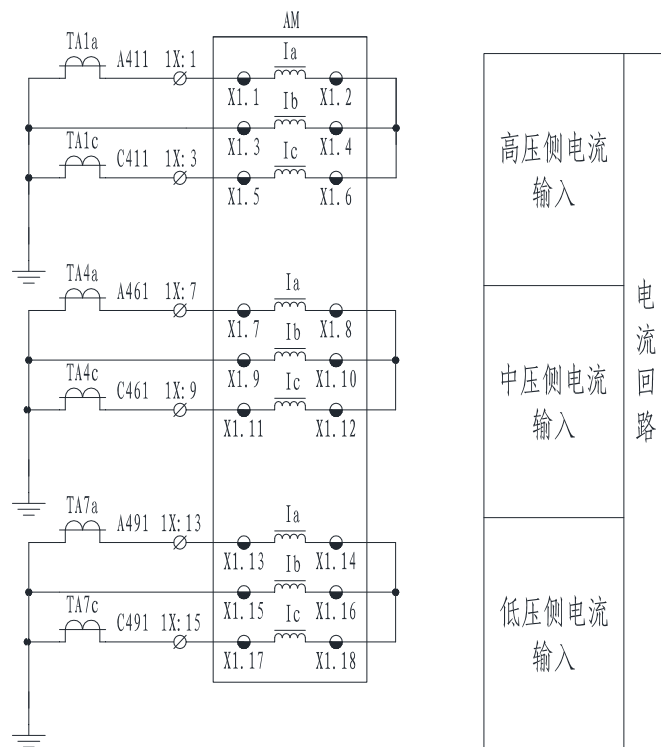 AM
TA1a A411 1X:1 Ia
X1.1 X1.2
Ib
TA1c C411 1X:3 X1.3 Ic X1.4
X1.5 X1.6
TA4a A461 1X:7 Ia
X1.7 Ib X1.8
TA4c C461 1X:9 X1.9 Ic X1.10
X1.11 X1.12
TA7a A491 1X:13 Ia
X1.13 Ib X1.14
TA7c C491 1X:15 X1.15 Ic X1.16
X1.17 X1.18
高压侧电流
输入
中压侧电流
输入
低压侧电流
输入
电
流
回
路